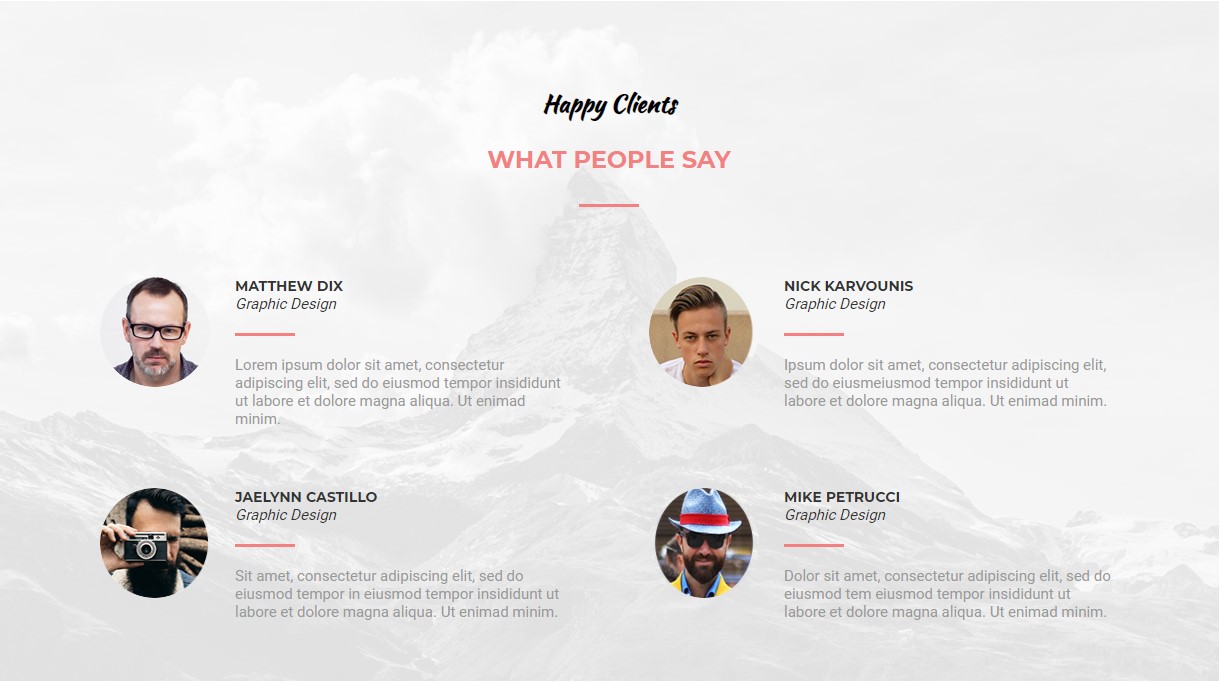 Happy Clients
WHAT PEOPLE SAY
MATTHEW DIX
Graphic Design
Lorem ipsum dolor sit amet, consectetur
adipiscing elit, sed do eiusmod tempor insididunt
ut labore et dolore magna aliqua. Ut enimad
minim.
NICK KARVOUNIS
Graphic Design
Ipsum dolor sit amet, consectetur adipiscing elit,
sed do eiusmeiusmod tempor insididunt ut
labore et dolore magna aliqua. Ut enimad minim.
JAELYNN CASTILLO
Graphic Design
Sit amet, consectetur adipiscing elit, sed do
eiusmod tempor in eiusmod tempor insididunt ut
labore et dolore magna aliqua. Ut enimad minim.
MIKE PETRUCCI
Graphic Design
Dolor sit amet, consectetur adipiscing elit, sed do
eiusmod tem eiusmod tempor insididunt ut
labore et dolore magna aliqua. Ut enimad minim.